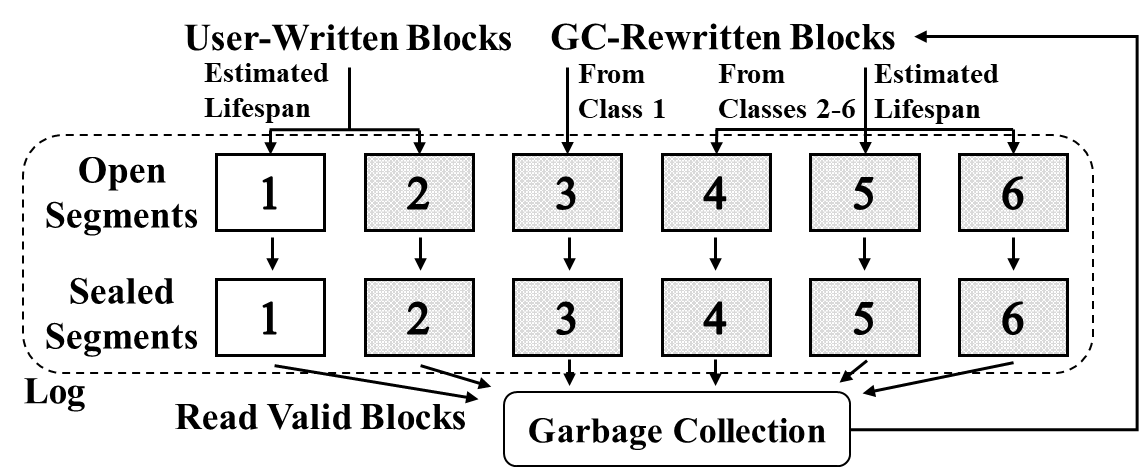 User-Written Blocks
GC-Rewritten Blocks
Estimated
Lifespan
From
Class 1
From
Classes 2-6
Estimated
Lifespan
Open
Segments
1
2
3
4
5
6
Sealed
Segments
1
2
3
4
5
6
Log
Read Valid Blocks
Garbage Collection